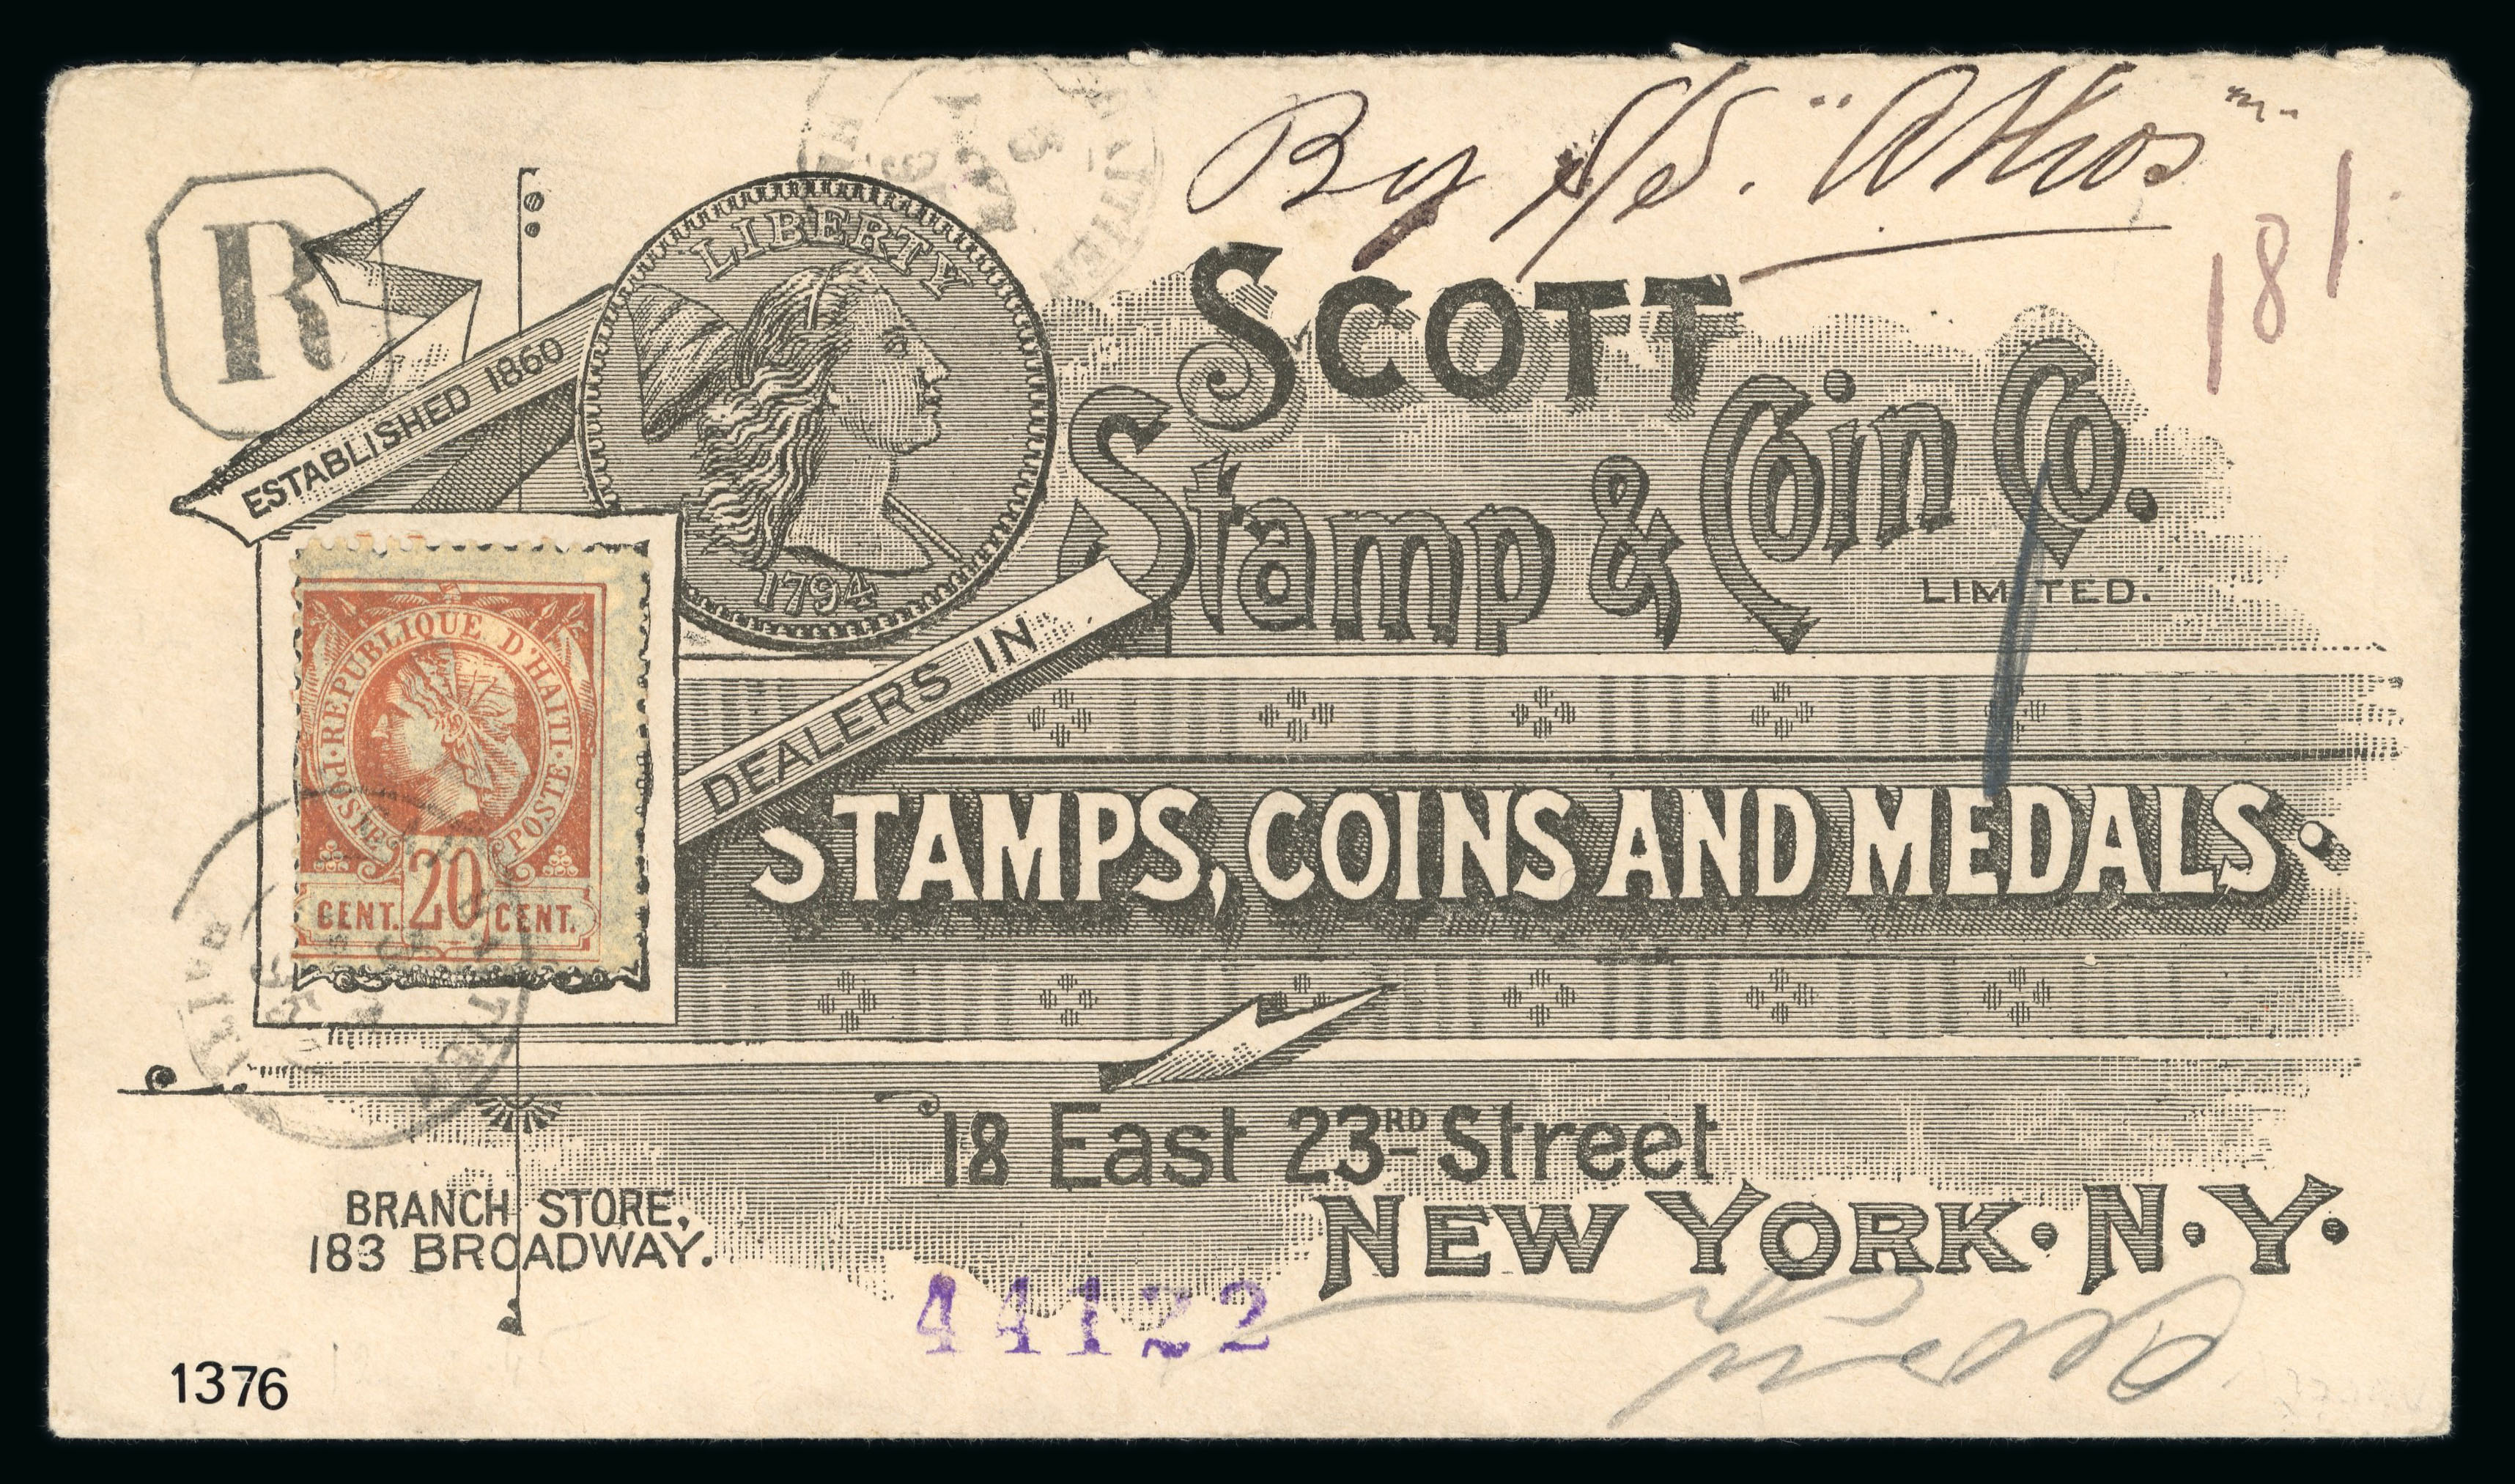 By S/S. "Athos"
181
R
ESTABLISHED 1860
LIBERTY
1794
SCOTT
Stamp & Coin Co.
LIMITED.
DEALERS IN
STAMPS, COINS AND MEDALS.
REPUBLIQUE D'HAITI
POSTE POSTE
20
CENT. CENT.
HAITI
18 East 23RD Street
NEW YORK. N. Y.
BRANCH STORE,
183 BROADWAY.
44122
1376